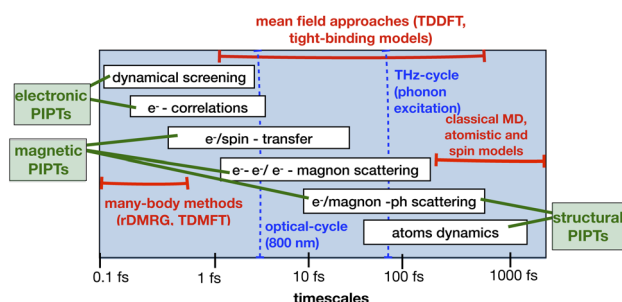 mean field approaches (TDDFT,
tight-binding models)
dynamical screening
THz-cycle
(phonon
excitation)
electronic
PIPTs
e⁻ - correlations
classical MD,
atomistic and
spin models
e⁻/spin - transfer
magnetic
PIPTs
e⁻- e⁻/ e⁻ - magnon scattering
many-body methods
(rDMRG. TDMFT)
e⁻/magnon -ph scattering
structural
PIPTs
optical-cycle
(800 nm)
atoms dynamics
0.1 fs
1 fs
10 fs
100 fs
1000 fs
timescales